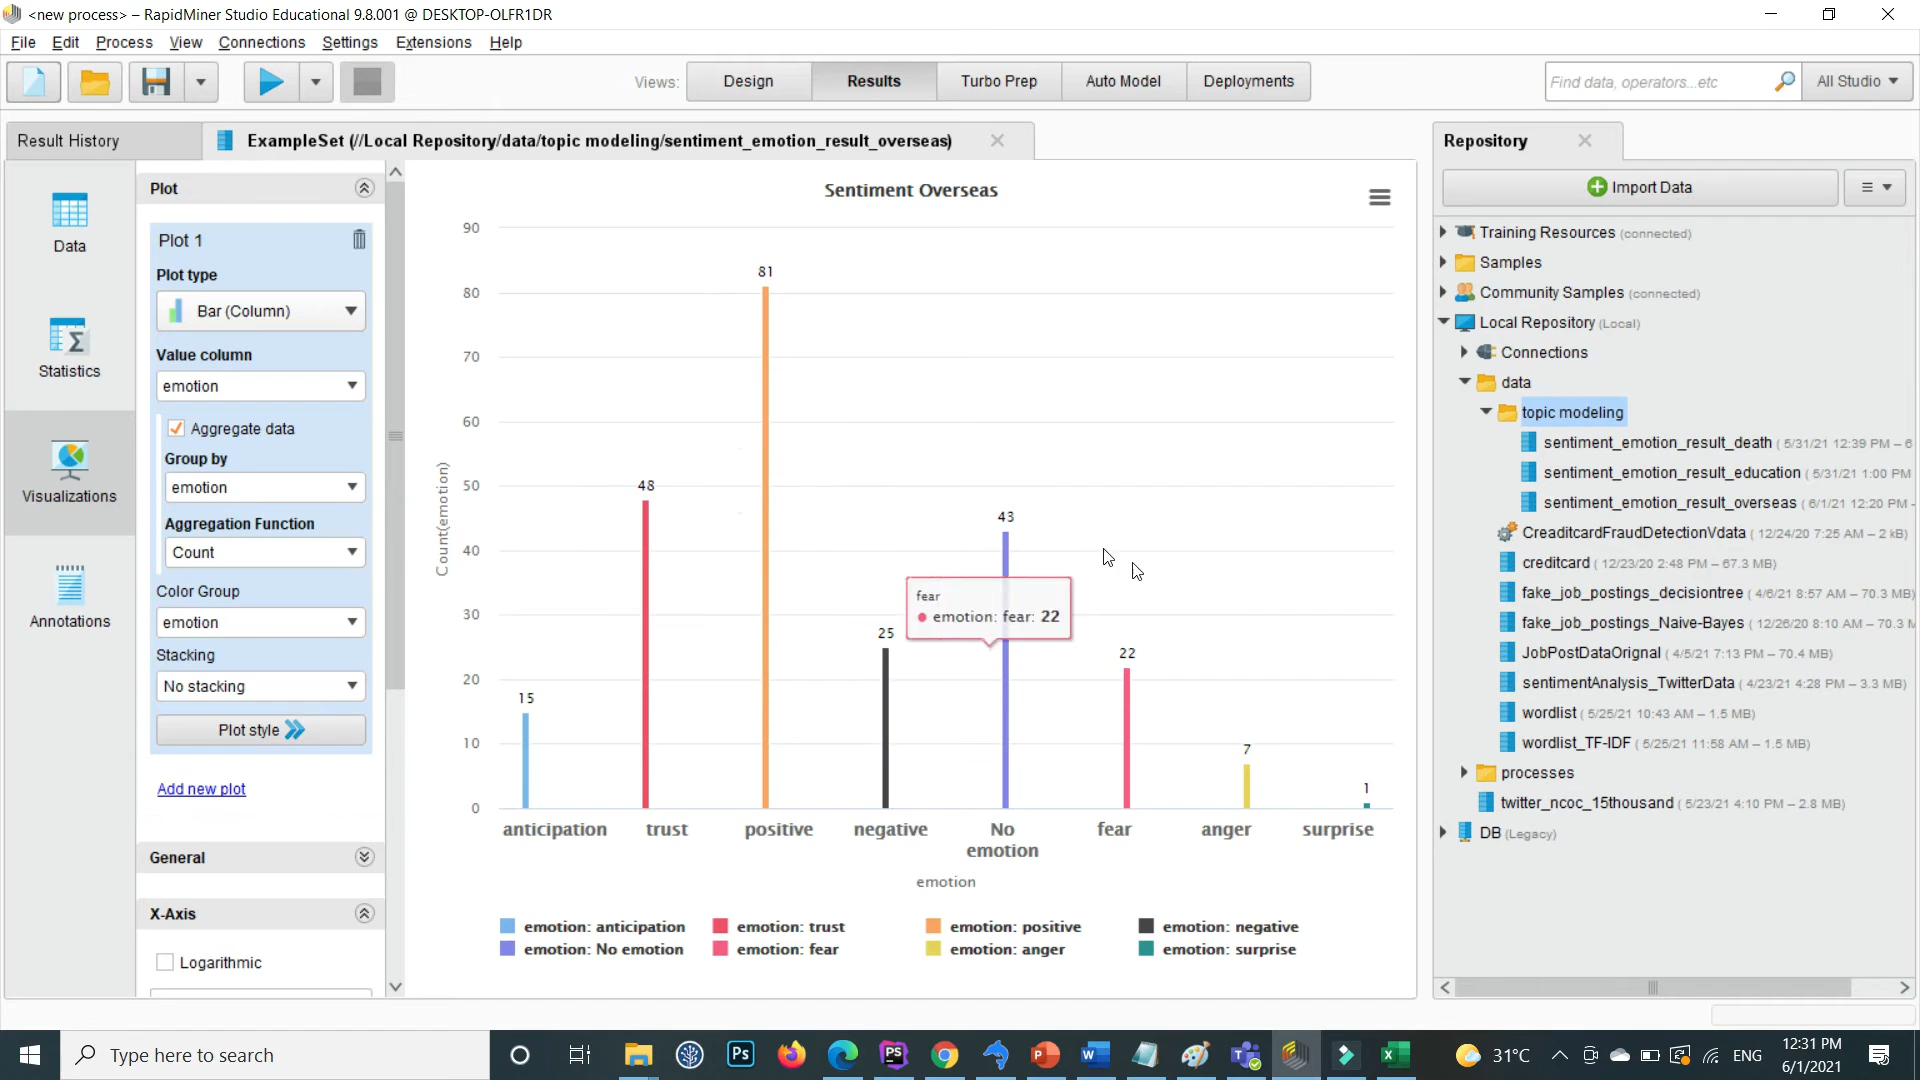 <new process> – RapidMiner Studio Educational 9.8.001 @ DESKTOP-OLFR1DR
File Edit Process View Connections Settings Extensions Help
Views: Design Results Turbo Prep Auto Model Deployments
Find data, operators...etc
All Studio
Result History
ExampleSet (//Local Repository/data/topic modeling/sentiment_emotion_result_overseas)
Data
Statistics
Visualizations
Annotations
Plot
Plot 1
Plot type
Bar (Column)
Value column
emotion
Aggregate data
Group by
emotion
Aggregation Function
Count
Color Group
emotion
Stacking
No stacking
Plot style
Add new plot
General
X-Axis
Logarithmic
Sentiment Overseas
Count(emotion)
90
80
70
60
50
40
30
20
10
0
15
48
81
25
43
22
7
1
fear
emotion: fear: 22
anticipation trust positive negative No emotion fear anger surprise
emotion
emotion: anticipation emotion: trust emotion: positive emotion: negative
emotion: No emotion emotion: fear emotion: anger emotion: surprise
Repository
Import Data
Training Resources (connected)
Samples
Community Samples (connected)
Local Repository (Local)
Connections
data
topic modeling
sentiment_emotion_result_death ( 5/31/21 12:39 PM – 6
sentiment_emotion_result_education ( 5/31/21 1:00 PM
sentiment_emotion_result_overseas ( 6/1/21 12:20 PM -
CreaditcardFraudDetectionVdata ( 12/24/20 7:25 AM – 2 kB)
creditcard ( 12/23/20 2:48 PM – 67.3 MB)
fake_job_postings_decisiontree ( 4/6/21 8:57 AM – 70.3 MB)
fake_job_postings_Naive-Bayes ( 12/26/20 8:10 AM – 70.3 M
JobPostDataOrignal ( 4/5/21 7:13 PM – 70.4 MB)
sentimentAnalysis_TwitterData ( 4/23/21 4:28 PM – 3.3 MB)
wordlist ( 5/25/21 10:43 AM – 1.5 MB)
wordlist_TF-IDF ( 5/25/21 11:58 AM – 1.5 MB)
processes
twitter_ncoc_15thousand ( 5/23/21 4:10 PM – 2.8 MB)
DB (Legacy)
Type here to search
Ps
PS
31°C
ENG
12:31 PM
6/1/2021